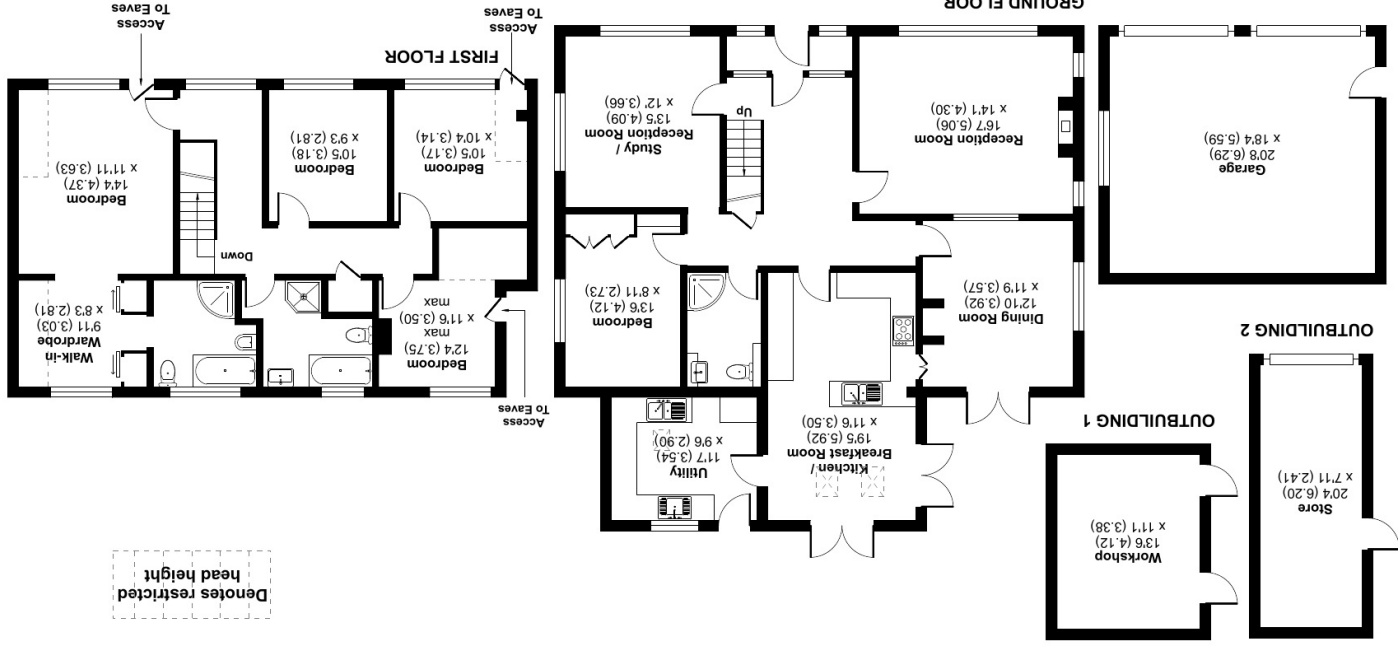 Denotes restricted
head height
Store
20'4 (6.20)
x 7'11 (2.41)
Workshop
13'6 (4.12)
x 11'1 (3.38)
OUTBUILDING 1
OUTBUILDING 2
Kitchen /
Breakfast Room
19'5 (5.92)
x 11'6 (3.50)
Utility
11'7 (3.54)
x 9'6 (2.90)
Dining Room
12'10 (3.92)
x 11'9 (3.57)
Bedroom
13'6 (4.12)
x 8'11 (2.73)
Garage
20'8 (6.29)
x 18'4 (5.59)
Reception Room
16'7 (5.06)
x 14'1 (4.30)
Up
Study /
Reception Room
13'5 (4.09)
x 12' (3.66)
GROUND FLOOR
Access
To Eaves
Bedroom
12'4 (3.75)
max
x 11'6 (3.50)
max
Walk-in
Wardrobe
9'11 (3.03)
x 8'3 (2.81)
Down
Bedroom
10'5 (3.17)
x 10'4 (3.14)
Bedroom
10'5 (3.18)
x 9'3 (2.81)
Bedroom
14'4 (4.37)
x 11'11 (3.63)
FIRST FLOOR
Access
To Eaves
Access
To Eaves